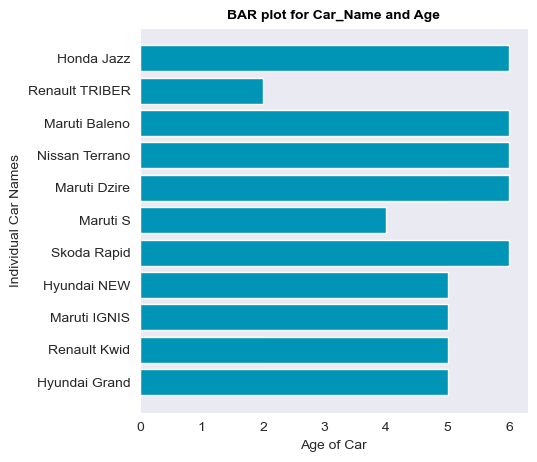 BAR plot for Car_Name and Age
Individual Car Names
Honda Jazz
Renault TRIBER
Maruti Baleno
Nissan Terrano
Maruti Dzire
Maruti S
Skoda Rapid
Hyundai NEW
Maruti IGNIS
Renault Kwid
Hyundai Grand
0 1 2 3 4 5 6
Age of Car